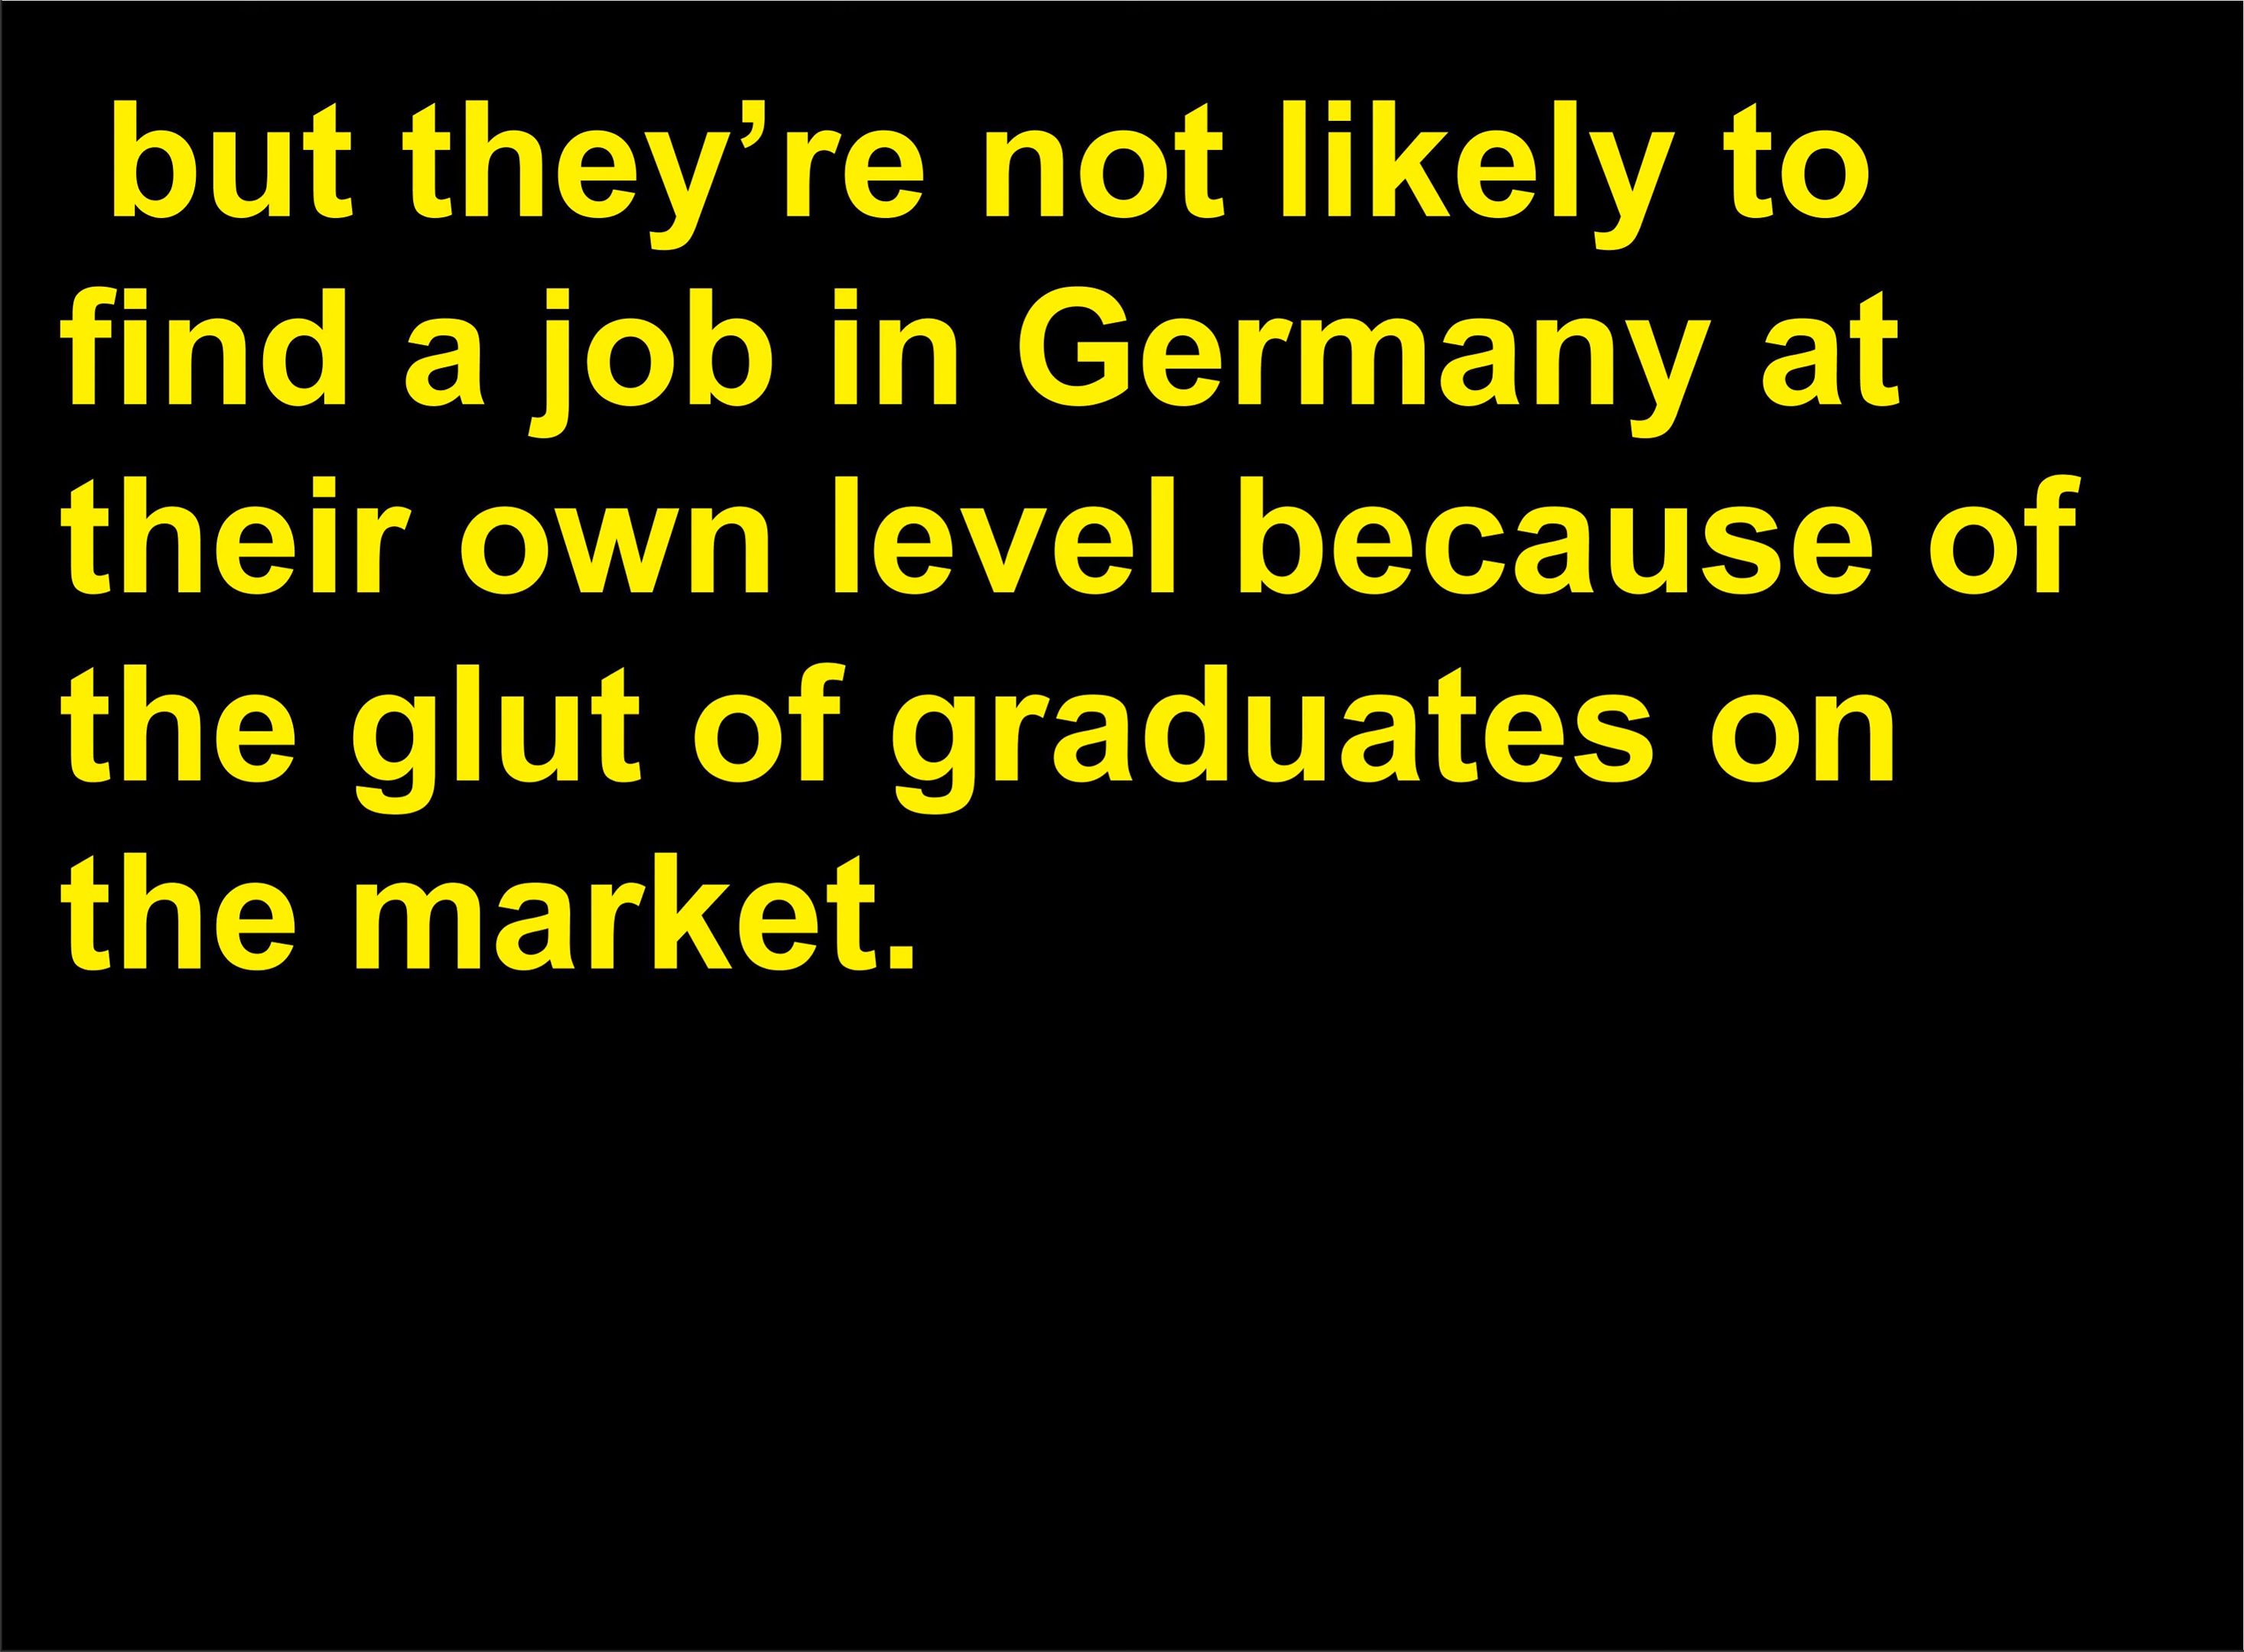 but they’re not likely to
find a job in Germany at
their own level because of
the glut of graduates on
the market.